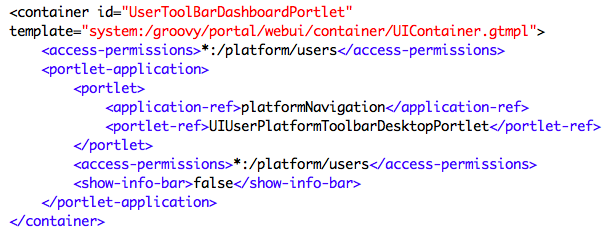 <container id="UserToolBarDashboardPortlet"
template="system:/groovy/portal/webui/container/UIContainer.gtmpl">
<access-permissions>*:/platform/users</access-permissions>
<portlet-application>
<portlet>
<application-ref>platformNavigation</application-ref>
<portlet-ref>UIUserPlatformToolbarDesktopPortlet</portlet-ref>
</portlet>
<access-permissions>*:/platform/users</access-permissions>
<show-info-bar>false</show-info-bar>
</portlet-application>
</container>